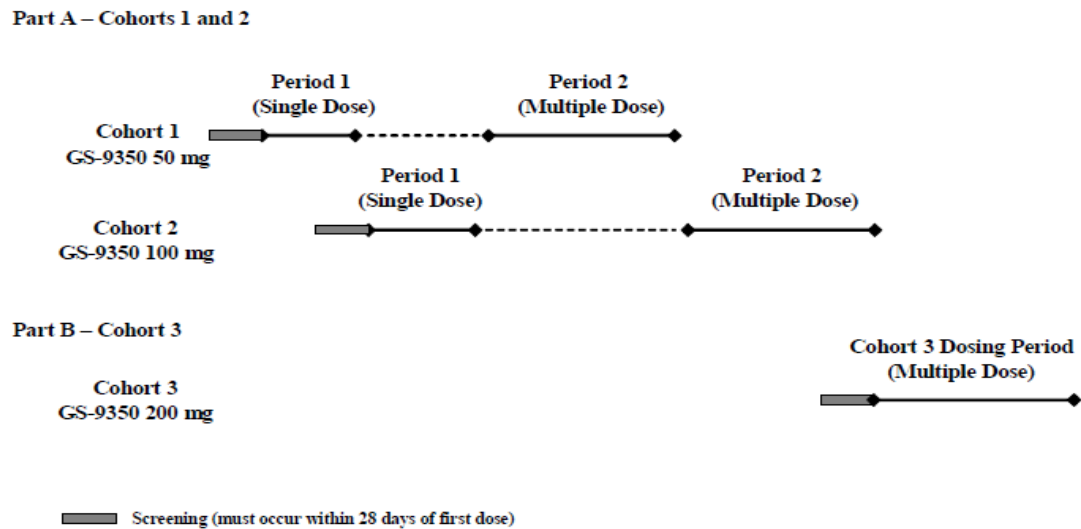 Part A – Cohorts 1 and 2
Period 1
(Single Dose)
Period 2
(Multiple Dose)
Cohort 1
GS-9350 50 mg
Period 1
(Single Dose)
Period 2
(Multiple Dose)
Cohort 2
GS-9350 100 mg
Part B – Cohort 3
Cohort 3 Dosing Period
(Multiple Dose)
Cohort 3
GS-9350 200 mg
Screening (must occur within 28 days of first dose)